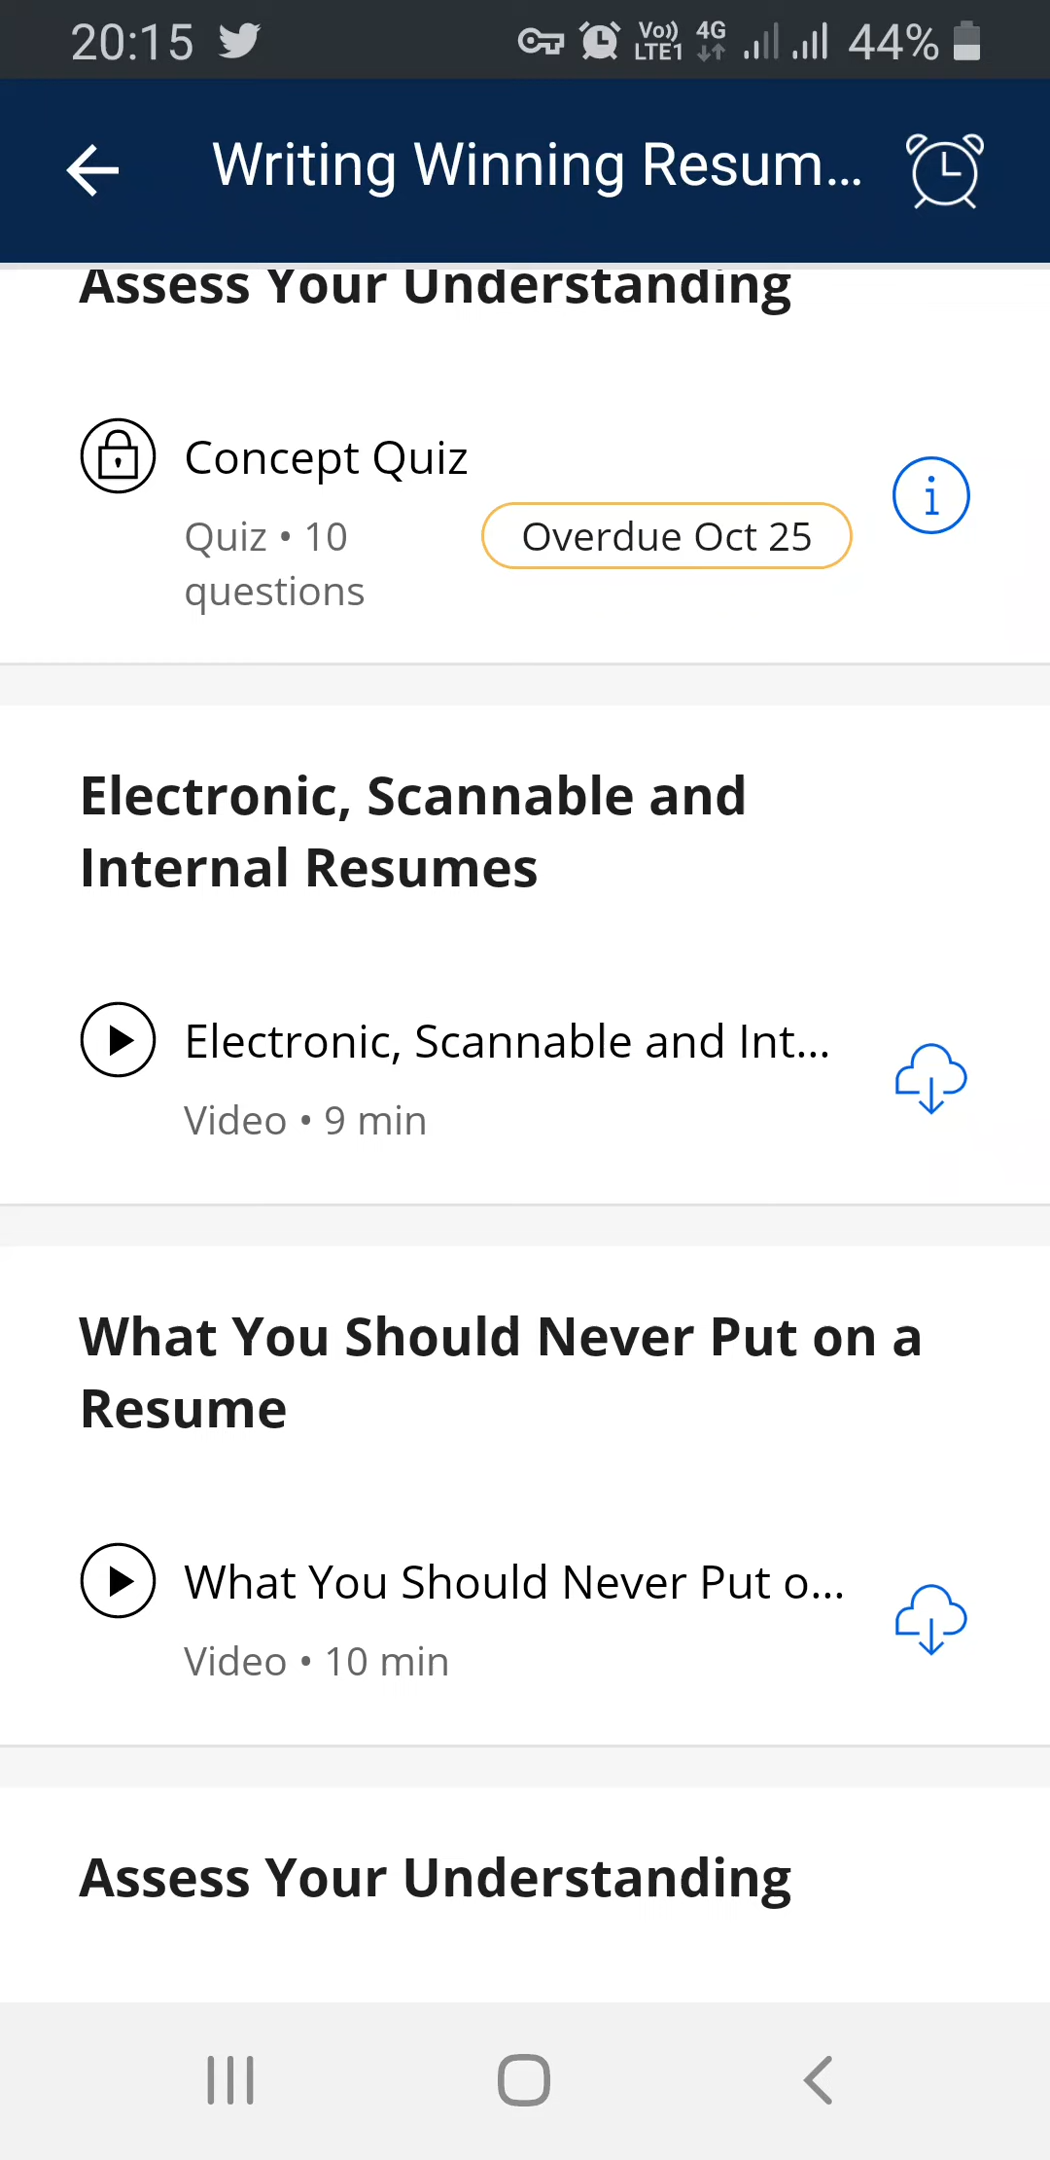 20:15
Vo)) LTE1 4G 44%
Writing Winning Resum...
Assess Your Understanding
Concept Quiz
Quiz • 10 questions
Overdue Oct 25
Electronic, Scannable and
Internal Resumes
Electronic, Scannable and Int...
Video • 9 min
What You Should Never Put on a
Resume
What You Should Never Put o...
Video • 10 min
Assess Your Understanding